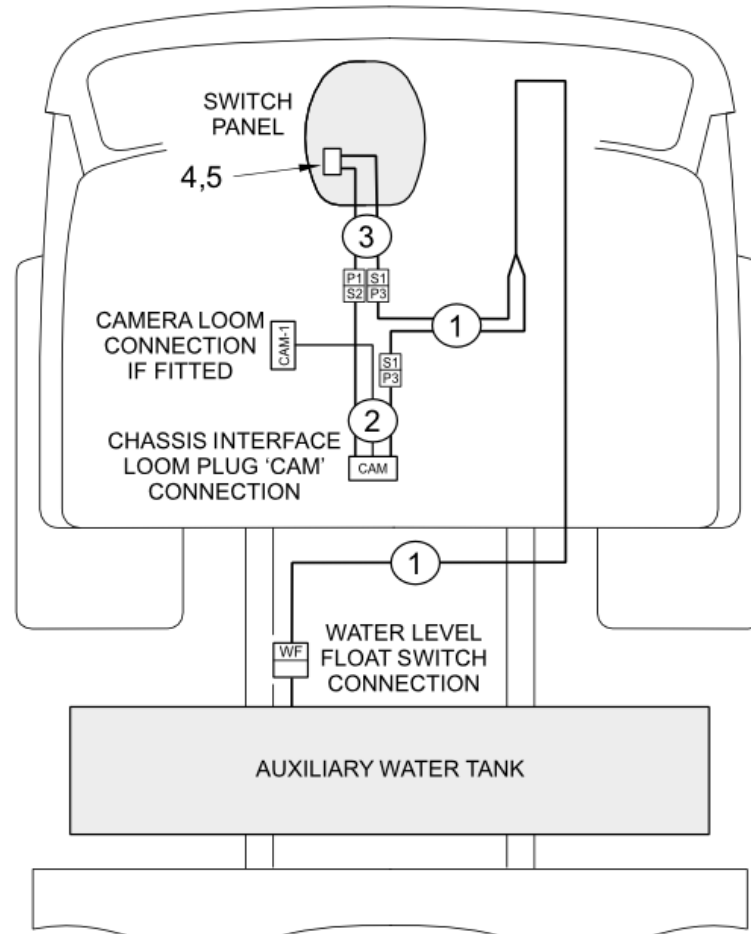 SWITCH
PANEL
4,5
3
P1
S1
S2
P3
CAMERA LOOM
CONNECTION
IF FITTED
CAM-1
1
S1
P3
2
CHASSIS INTERFACE
LOOM PLUG ‘CAM’
CONNECTION
CAM
1
WATER LEVEL
FLOAT SWITCH
CONNECTION
WF
AUXILIARY WATER TANK